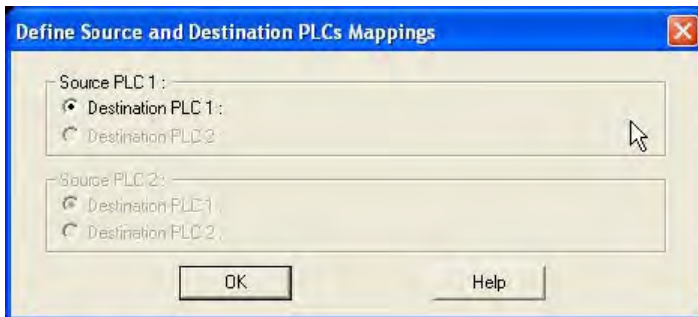 Define Source and Destination PLCs Mappings
Source PLC 1 :
Destination PLC 1 :
Destination PLC 2
Source PLC 2 :
Destination PLC 1 .
Destination PLC 2 .
OK
Help